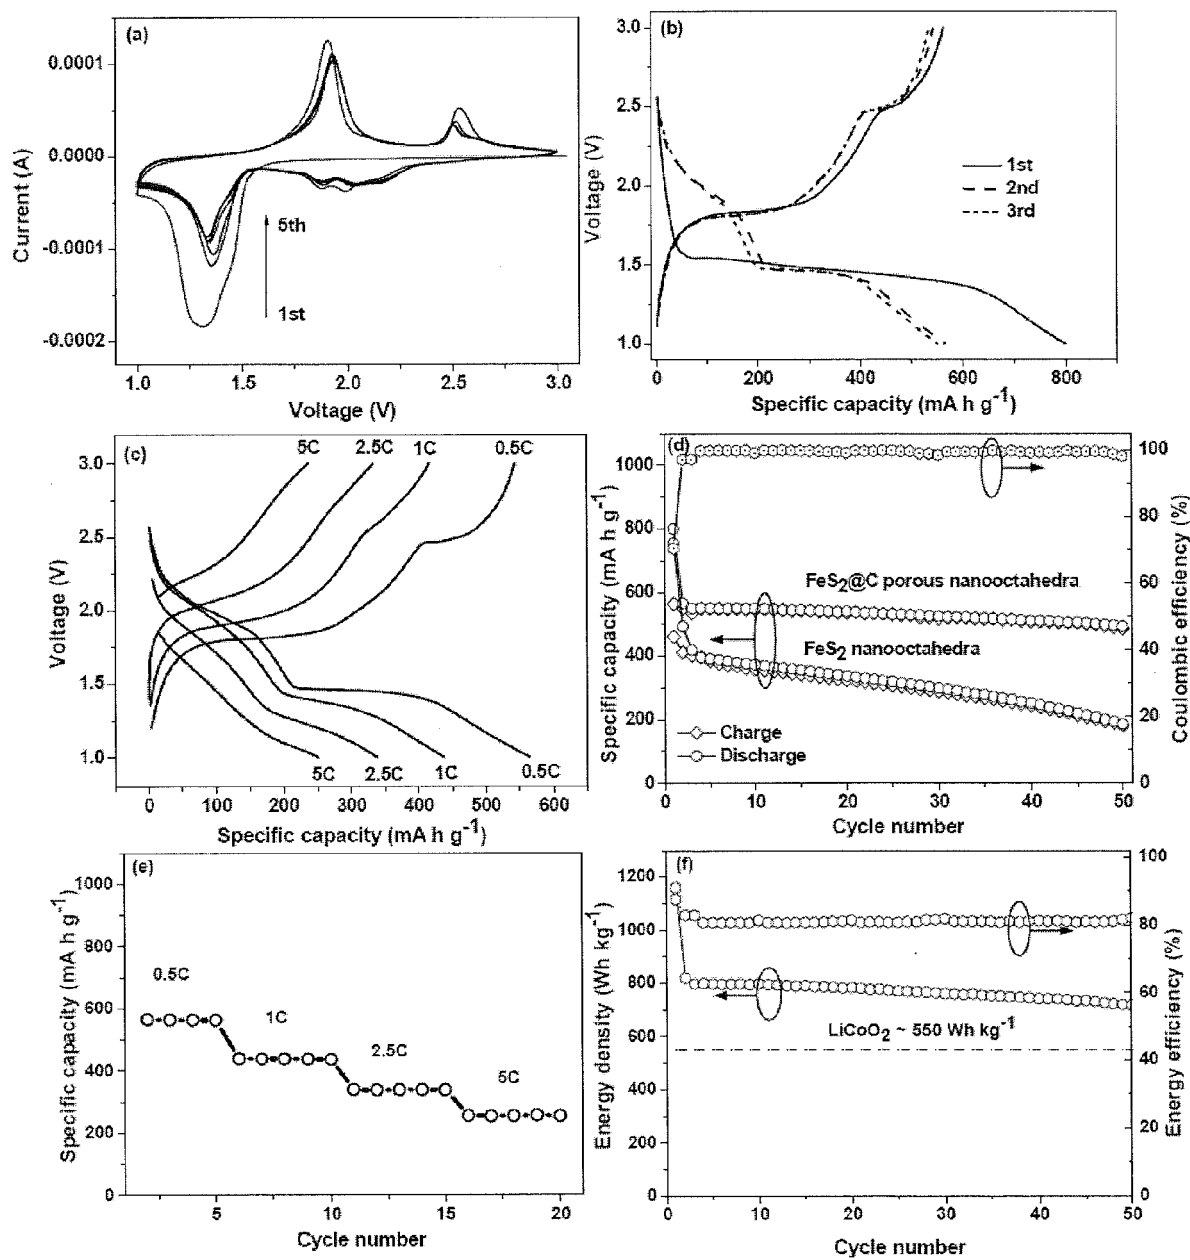 (a)
0.0001
0.0000
-0.0001
-0.0002
Current (A)
5th
1st
1.0 1.5 2.0 2.5 3.0
Voltage (V)
(b)
3.0
2.5
2.0
1.5
1.0
Voltage (V)
1st
2nd
3rd
0 200 400 600 800
Specific capacity (mA h g⁻¹)
(c)
5C 2.5C 1C 0.5C
3.0
2.5
2.0
1.5
1.0
Voltage (V)
5C 2.5C 1C 0.5C
0 100 200 300 400 500 600
Specific capacity (mA h g⁻¹)
(d)
1000
800
600
400
200
0
Specific capacity (mA h g⁻¹)
FeS₂@C porous nanooctahedra
FeS₂ nanooctahedra
Charge
Discharge
100
80
60
40
20
0
Coulombic efficiency (%)
0 10 20 30 40 50
Cycle number
(e)
1000
800
600
400
200
0
Specific capacity (mA h g⁻¹)
0.5C
1C
2.5C
5C
5 10 15 20
Cycle number
(f)
1200
1000
800
600
400
200
0
Energy density (Wh kg⁻¹)
LiCoO₂ ~ 550 Wh kg⁻¹
100
80
60
40
20
0
Energy efficiency (%)
0 10 20 30 40 50
Cycle number